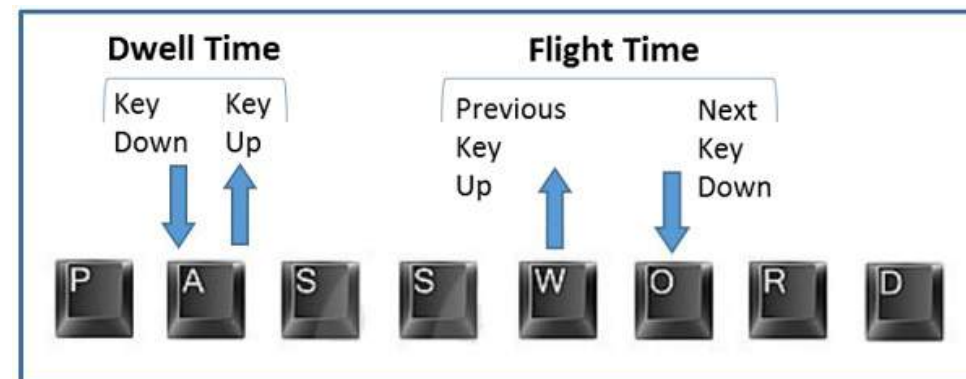 Dwell Time Flight Time
Key Key Previous Next
Down Up Key Key
Up Down
P A S S W O R D